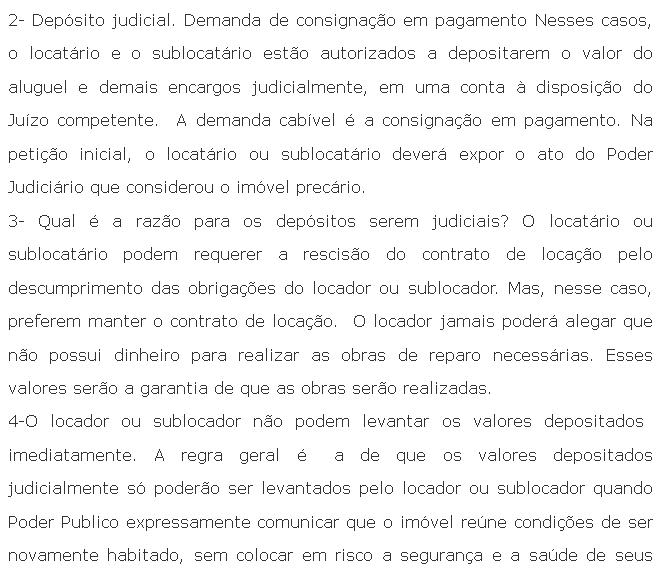 2- Depósito judicial. Demanda de consignação em pagamento Nesses casos,
o locatário e o sublocatário estão autorizados a depositarem o valor do
aluguel e demais encargos judicialmente, em uma conta à disposição do
Juízo competente. A demanda cabível é a consignação em pagamento. Na
petição inicial, o locatário ou sublocatário deverá expor o ato do Poder
Judiciário que considerou o imóvel precário.
3- Qual é a razão para os depósitos serem judiciais? O locatário ou
sublocatário podem requerer a rescisão do contrato de locação pelo
descumprimento das obrigações do locador ou sublocador. Mas, nesse caso,
preferem manter o contrato de locação. O locador jamais poderá alegar que
não possui dinheiro para realizar as obras de reparo necessárias. Esses
valores serão a garantia de que as obras serão realizadas.
4-O locador ou sublocador não podem levantar os valores depositados
imediatamente. A regra geral é a de que os valores depositados
judicialmente só poderão ser levantados pelo locador ou sublocador quando
Poder Publico expressamente comunicar que o imóvel reúne condições de ser
novamente habitado, sem colocar em risco a segurança e a saúde de seus